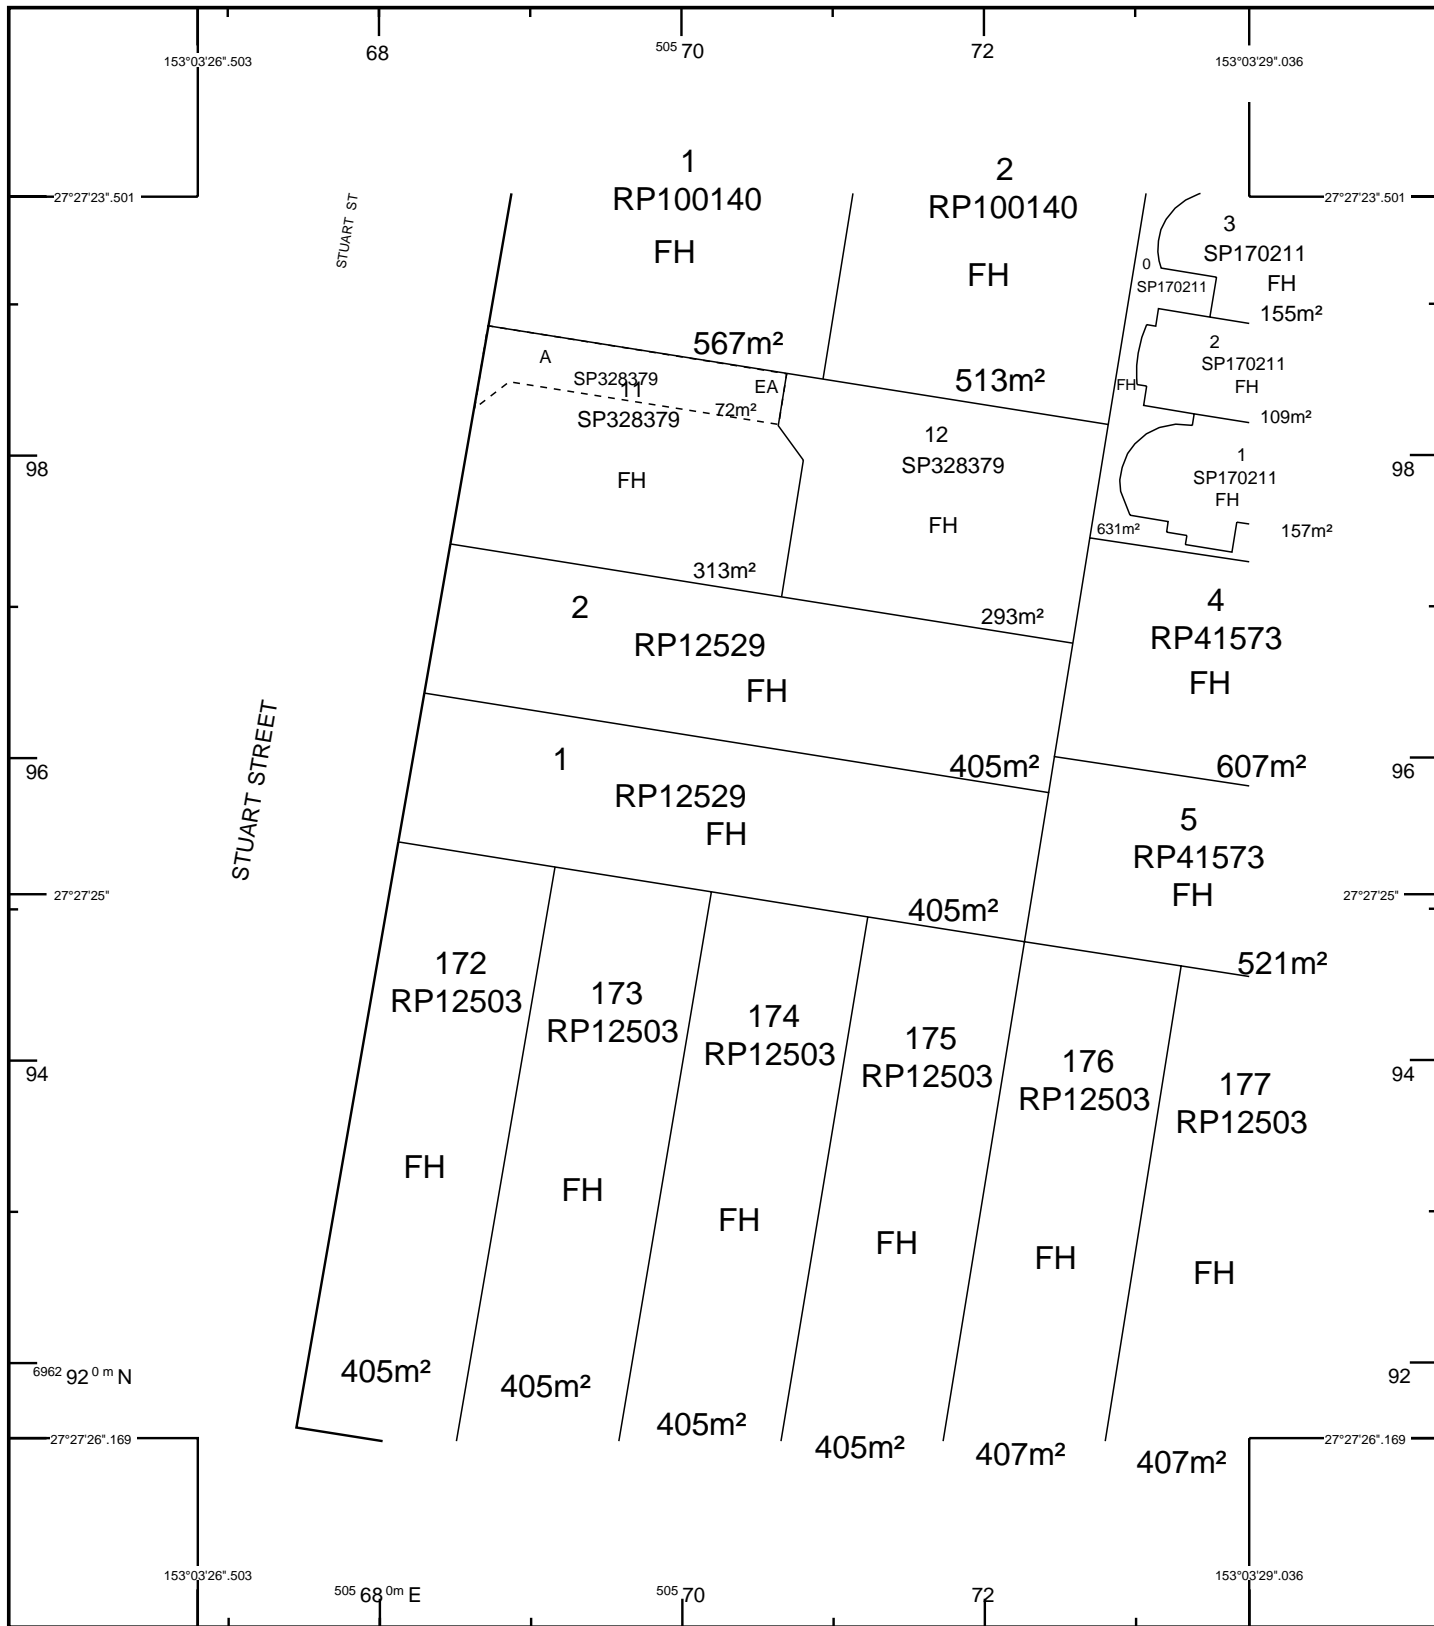 68
505 70
72
153°03'26".503
153°03'29".036
27°27'23".501
27°27'23".501
STUART ST
1
RP100140
FH
567m²
2
RP100140
FH
513m²
3
SP170211
FH
155m²
0
SP170211
FH
631m²
2
SP170211
FH
109m²
1
SP170211
FH
157m²
A
SP328379
EA
72m²
11
SP328379
FH
313m²
12
SP328379
FH
293m²
98
98
2
RP12529
FH
405m²
4
RP41573
FH
607m²
STUART STREET
96
96
1
RP12529
FH
405m²
5
RP41573
FH
521m²
27°27'25"
27°27'25"
172
RP12503
FH
405m²
173
RP12503
FH
405m²
174
RP12503
FH
405m²
175
RP12503
FH
405m²
176
RP12503
FH
407m²
177
RP12503
FH
407m²
94
94
6962 92 0 m N
92
27°27'26".169
27°27'26".169
153°03'26".503
153°03'29".036
505 68 0m E
505 70
72